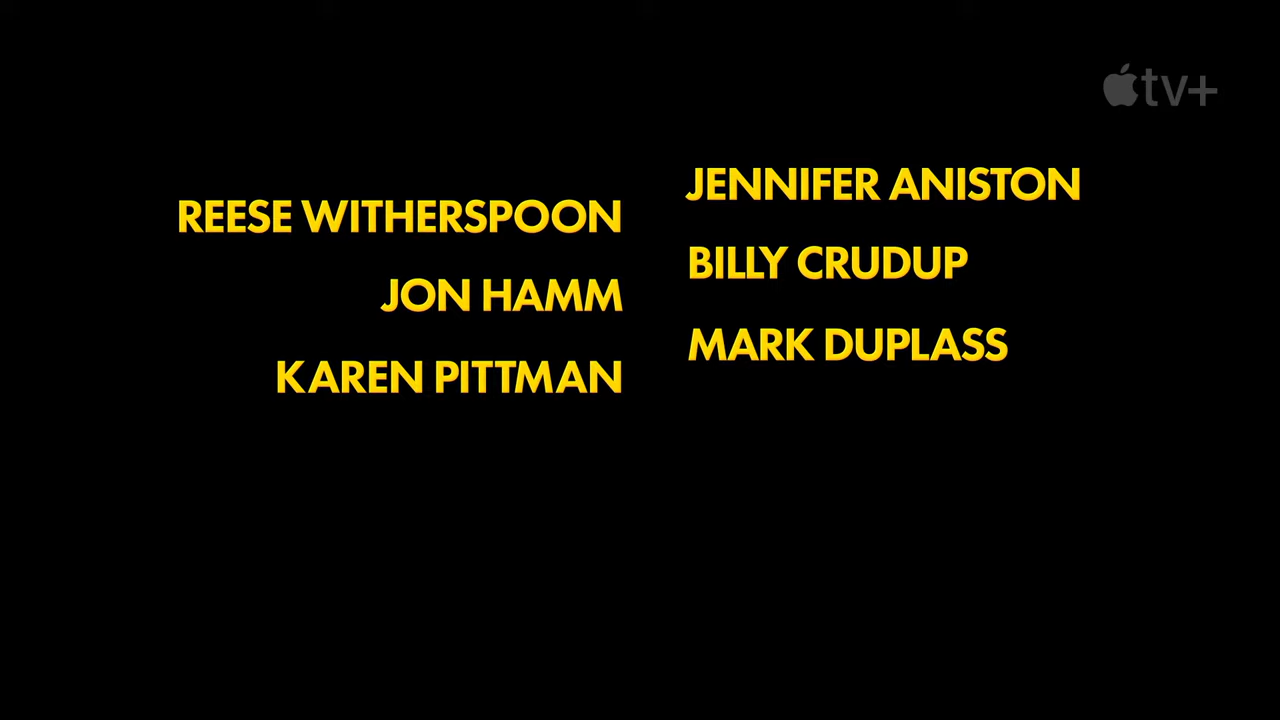 tv+
JENNIFER ANISTON
REESE WITHERSPOON
BILLY CRUDUP
JON HAMM
MARK DUPLASS
KAREN PITTMAN